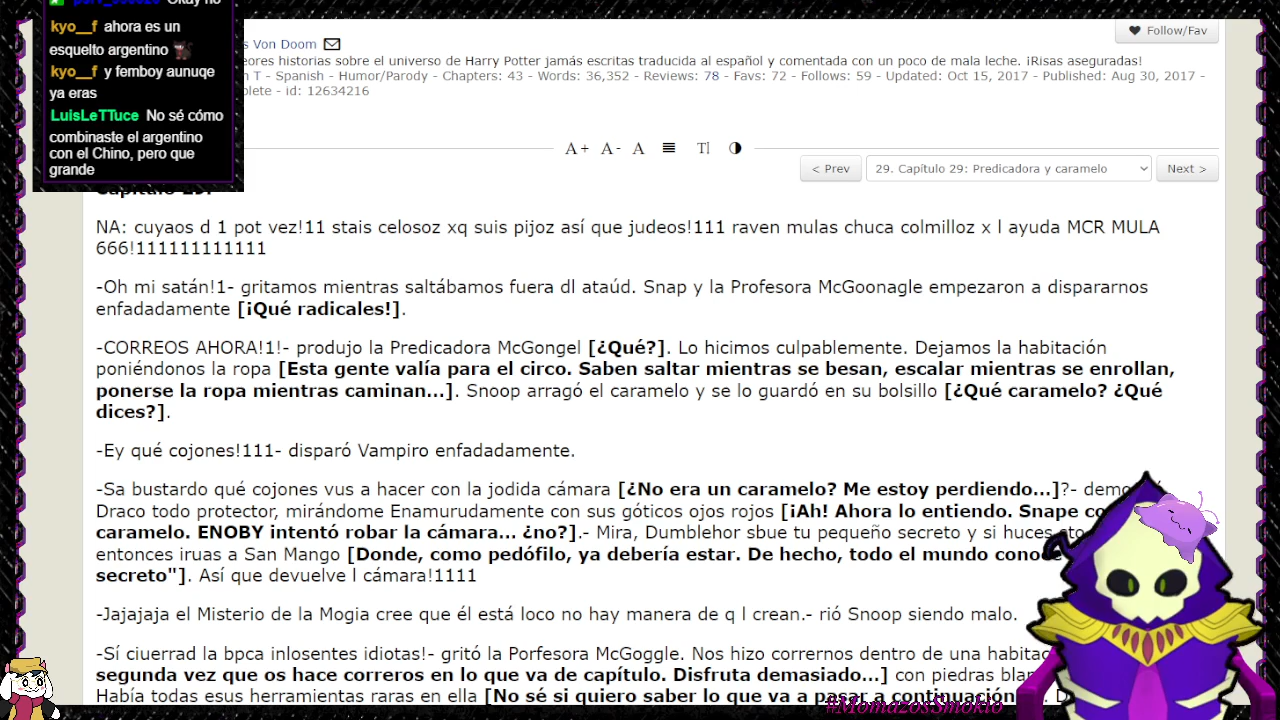 kyo__f ahora es un
esquelto argentino
kyo__f y femboy aunuqe
ya eras
LuisLeTTuce No sé cómo
combinaste el argentino
con el Chino, pero que
grande
Follow/Fav
s Von Doom
eores historias sobre el universo de Harry Potter jamás escritas traducida al español y comentada con un poco de mala leche. ¡Risas aseguradas!
T - Spanish - Humor/Parody - Chapters: 43 - Words: 36,352 - Reviews: 78 - Favs: 72 - Follows: 59 - Updated: Oct 15, 2017 - Published: Aug 30, 2017 -
plete - id: 12634216
A+ A- A
< Prev 29. Capítulo 29: Predicadora y caramelo Next >
Capítulo 29.
NA: cuyaos d 1 pot vez!11 stais celosoz xq suis pijoz así que judeos!111 raven mulas chuca colmilloz x l ayuda MCR MULA
666!111111111111
-Oh mi satán!1- gritamos mientras saltábamos fuera dl ataúd. Snap y la Profesora McGoonagle empezaron a dispararnos
enfadadamente [¡Qué radicales!].
-CORREOS AHORA!1!- produjo la Predicadora McGongel [¿Qué?]. Lo hicimos culpablemente. Dejamos la habitación
poniéndonos la ropa [Esta gente valía para el circo. Saben saltar mientras se besan, escalar mientras se enrollan,
ponerse la ropa mientras caminan...]. Snoop arragó el caramelo y se lo guardó en su bolsillo [¿Qué caramelo? ¿Qué
dices?].
-Ey qué cojones!111- disparó Vampiro enfadadamente.
-Sa bustardo qué cojones vus a hacer con la jodida cámara [¿No era un caramelo? Me estoy perdiendo...]?-
Draco todo protector, mirándome Enamurudamente con sus góticos ojos rojos [¡Ah! Ahora lo entiendo. Snape
caramelo. ENOBY intentó robar la cámara... ¿no?].- Mira, Dumblehor sbue tu pequeño secreto y si huces
entonces iruas a San Mango [Donde, como pedófilo, ya debería estar. De hecho, todo el mundo
secreto"]. Así que devuelve l cámara!1111
-Jajajaja el Misterio de la Mogia cree que él está loco no hay manera de q l crean.- rió Snoop siendo malo.
-Sí ciuerrad la bpca inlosentes idiotas!- gritó la Porfesora McGoggle. Nos hizo corrernos dentro de una
segunda vez que os hace correros en lo que va de capítulo. Disfruta demasiado...] con piedras
Había todas esus herramientas raras en ella [No sé si quiero saber lo que va a pasar a continuación
#MomazosSmokio